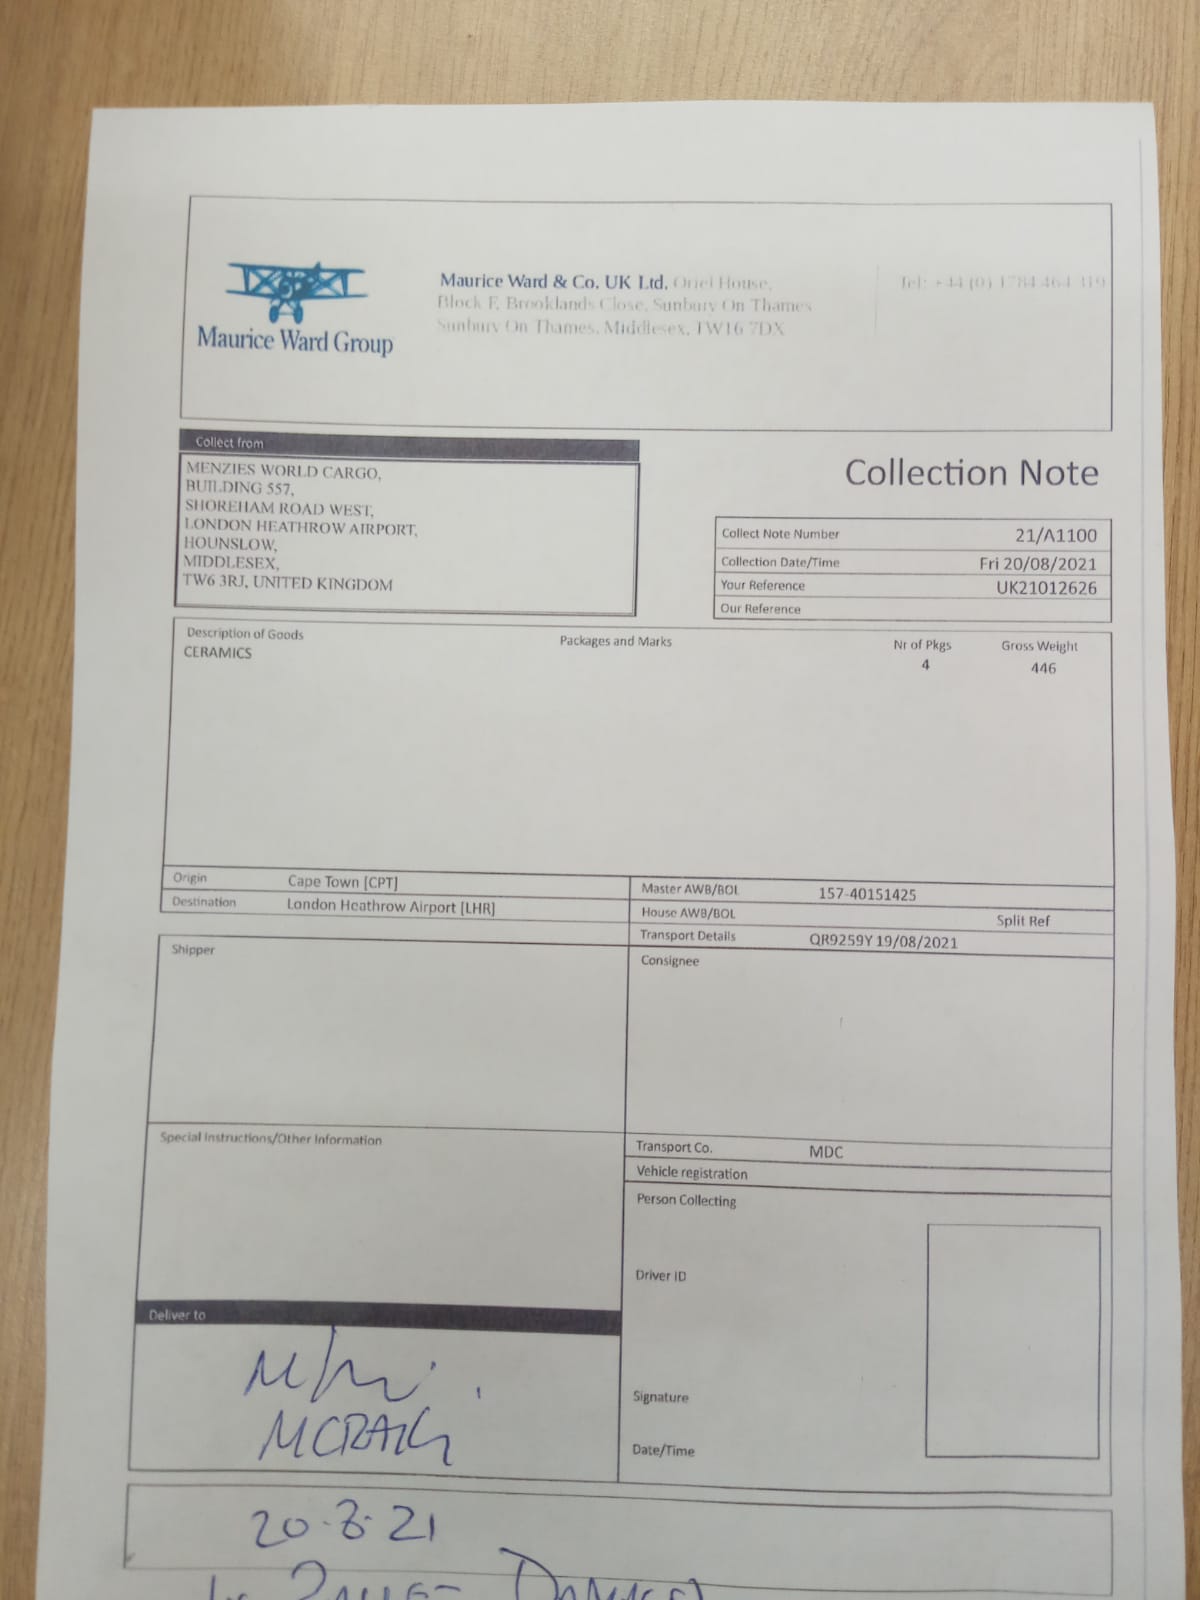 Maurice Ward Group
Maurice Ward & Co. UK Ltd. Oriel House,
Block F, Brooklands Close, Sunbury On Thames
Sunbury On Thames, Middlesex, TW16 7DX
Tel: +44 (0) 1784 464 319
Collect from
MENZIES WORLD CARGO,
BUILDING 557,
SHOREHAM ROAD WEST,
LONDON HEATHROW AIRPORT,
HOUNSLOW,
MIDDLESEX,
TW6 3RJ, UNITED KINGDOM
Collection Note
Collect Note Number 21/A1100
Collection Date/Time Fri 20/08/2021
Your Reference UK21012626
Our Reference
Description of Goods Packages and Marks Nr of Pkgs Gross Weight
CERAMICS 4 446
Origin Cape Town [CPT]
Destination London Heathrow Airport [LHR]
Master AWB/BOL 157-40151425
House AWB/BOL Split Ref
Transport Details QR9259Y 19/08/2021
Shipper
Consignee
Special Instructions/Other Information
Transport Co. MDC
Vehicle registration
Person Collecting
Driver ID
Signature
Date/Time
Deliver to
MCRAIG
20.8.21